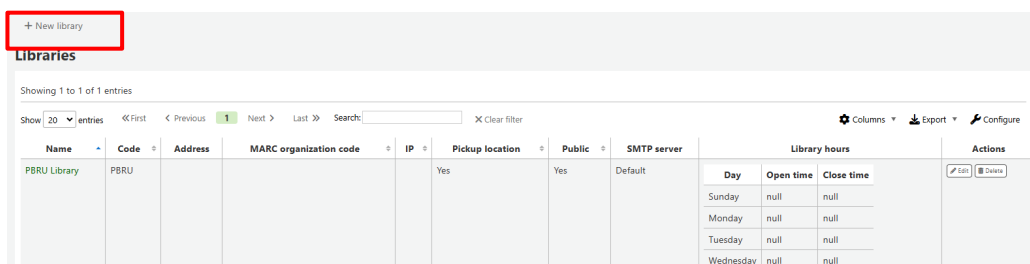 + New library
Libraries
Showing 1 to 1 of 1 entries
Show 20 entries First Previous 1 Next Last Search: Clear filter Columns Export Configure
Name Code Address MARC organization code IP Pickup location Public SMTP server Library hours Actions
PBRU Library PBRU Yes Yes Default Day Open time Close time Edit Delete
Sunday null null
Monday null null
Tuesday null null
Wednesday null null